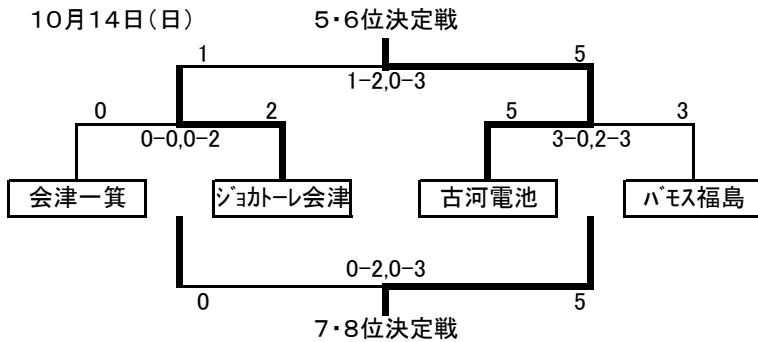 10月14日(日)
5・6位決定戦
1
5
1-2,0-3
0
2
5
3
0-0,0-2
3-0,2-3
会津一箕
ｼﾞｮｶﾄｰﾚ会津
古河電池
ﾊﾞﾓｽ福島
0-2,0-3
0
5
7・8位決定戦